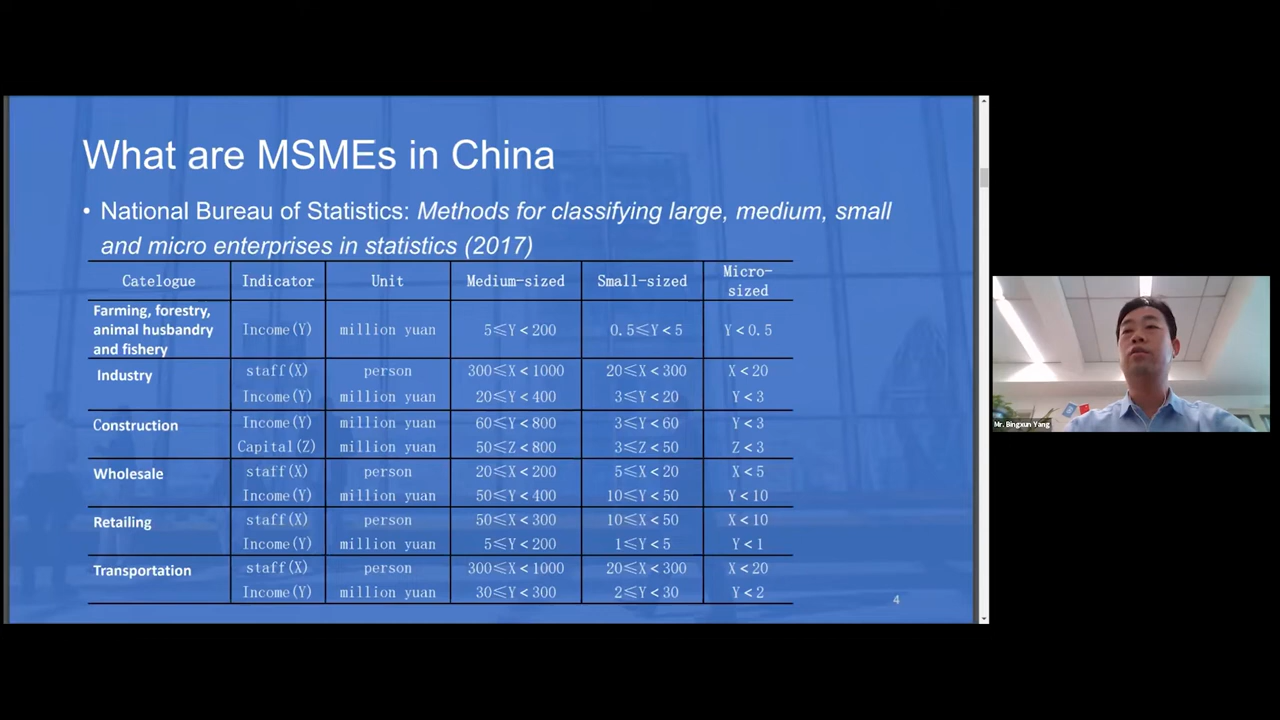 What are MSMEs in China
• National Bureau of Statistics: Methods for classifying large, medium, small
and micro enterprises in statistics (2017)
Catelogue Indicator Unit Medium-sized Small-sized Micro-
sized
Farming, forestry,
animal husbandry
and fishery
Income(Y) million yuan 5≤Y<200 0.5≤Y<5 Y<0.5
Industry
staff(X) person 300≤X<1000 20≤X<300 X<20
Income(Y) million yuan 20≤Y<400 3≤Y<20 Y<3
Construction
Income(Y) million yuan 60≤Y<800 3≤Y<60 Y<3
Capital(Z) million yuan 50≤Z<800 3≤Z<50 Z<3
Wholesale
staff(X) person 20≤X<200 5≤X<20 X<5
Income(Y) million yuan 50≤Y<400 10≤Y<50 Y<10
Retailing
staff(X) person 50≤X<300 10≤X<50 X<10
Income(Y) million yuan 5≤Y<200 1≤Y<5 Y<1
Transportation
staff(X) person 300≤X<1000 20≤X<300 X<20
Income(Y) million yuan 30≤Y<300 2≤Y<30 Y<2
4
Mr. Bingxun Yang